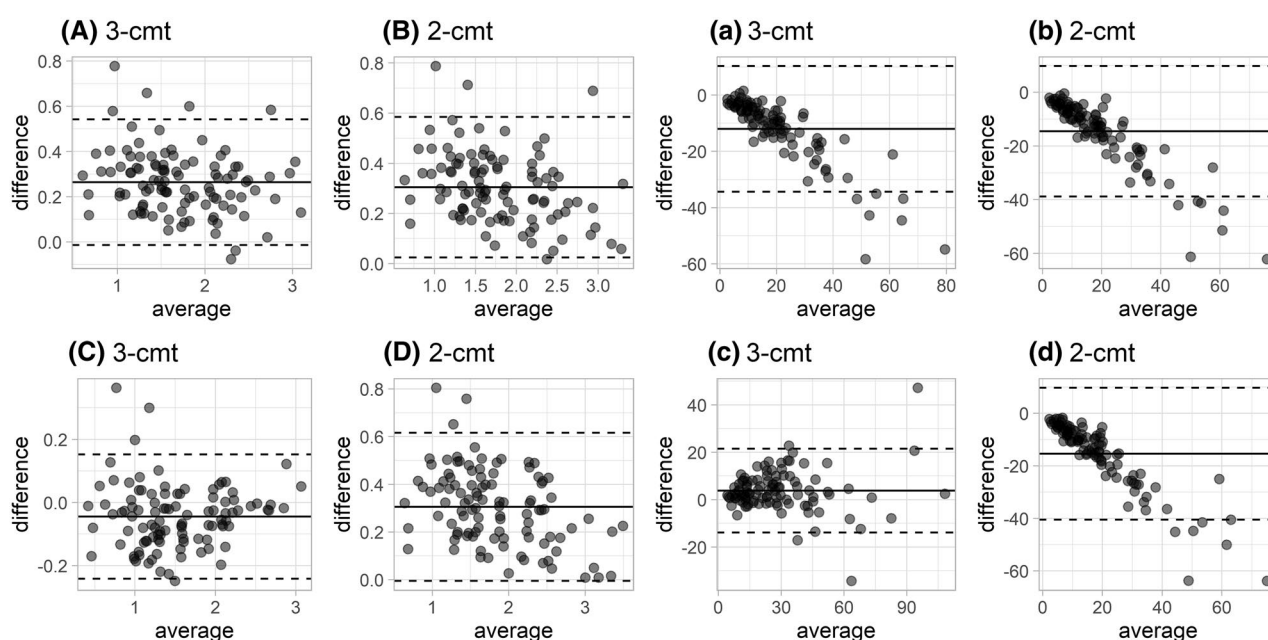 (A) 3-cmt
0.8
0.6
0.4
0.2
0.0
difference
1 2 3
average
(B) 2-cmt
0.8
0.6
0.4
0.2
0.0
difference
1.0 1.5 2.0 2.5 3.0
average
(a) 3-cmt
0
-20
-40
-60
difference
0 20 40 60 80
average
(b) 2-cmt
0
-20
-40
-60
difference
0 20 40 60
average
(C) 3-cmt
0.2
0.0
-0.2
difference
1 2 3
average
(D) 2-cmt
0.8
0.6
0.4
0.2
0.0
difference
1 2 3
average
(c) 3-cmt
40
20
0
-20
difference
0 30 60 90
average
(d) 2-cmt
0
-20
-40
-60
difference
0 20 40 60
average